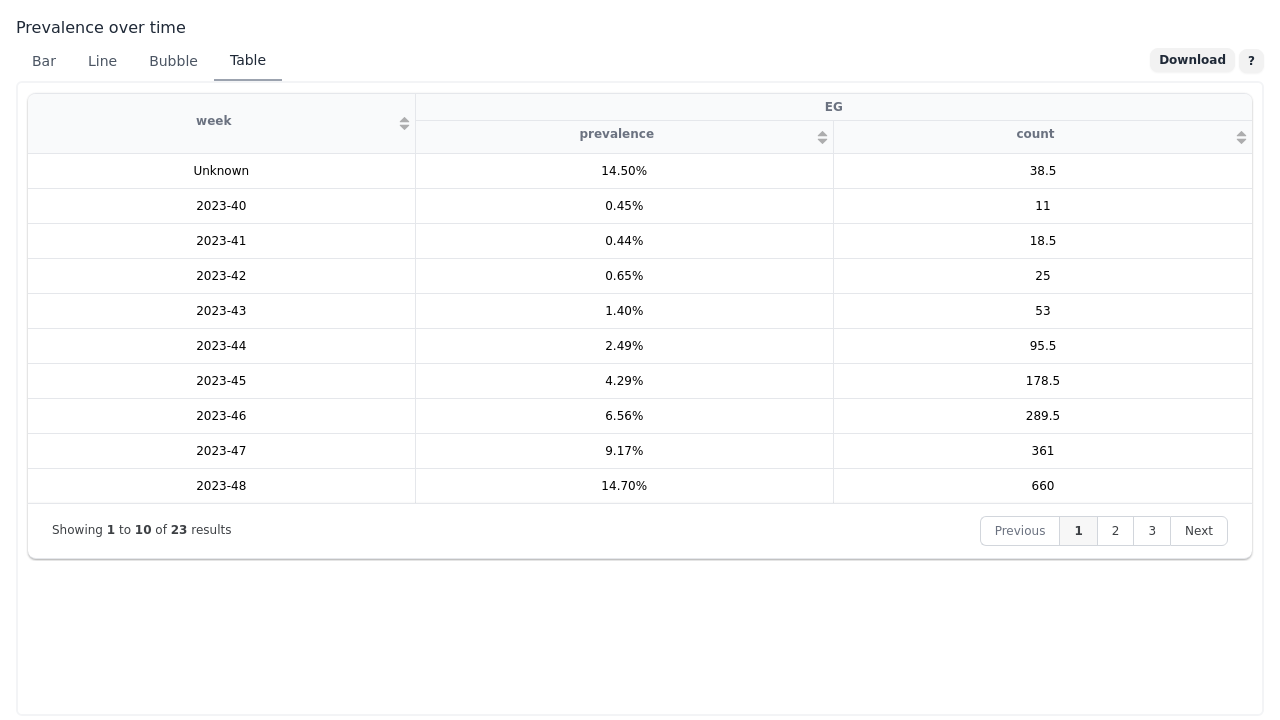 Prevalence over time
Bar Line Bubble Table Download ?
week EG
prevalence count
Unknown 14.50% 38.5
2023-40 0.45% 11
2023-41 0.44% 18.5
2023-42 0.65% 25
2023-43 1.40% 53
2023-44 2.49% 95.5
2023-45 4.29% 178.5
2023-46 6.56% 289.5
2023-47 9.17% 361
2023-48 14.70% 660
Showing 1 to 10 of 23 results Previous 1 2 3 Next